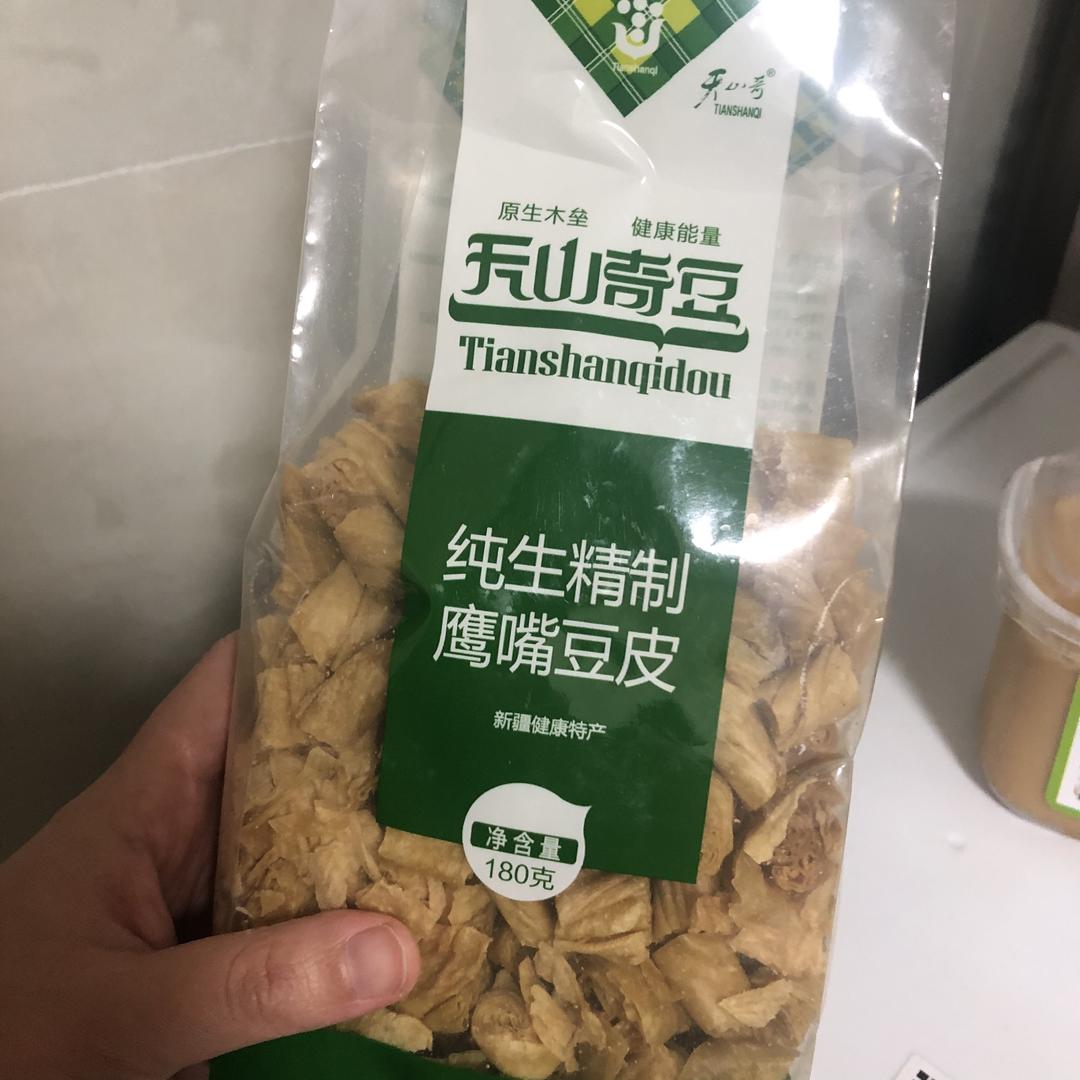 Tianshanqi
天山奇®
TIANSHANQI
原生木垒 健康能量
天山奇豆
Tianshanqidou
纯生精制
鹰嘴豆皮
新疆健康特产
净含量
180克